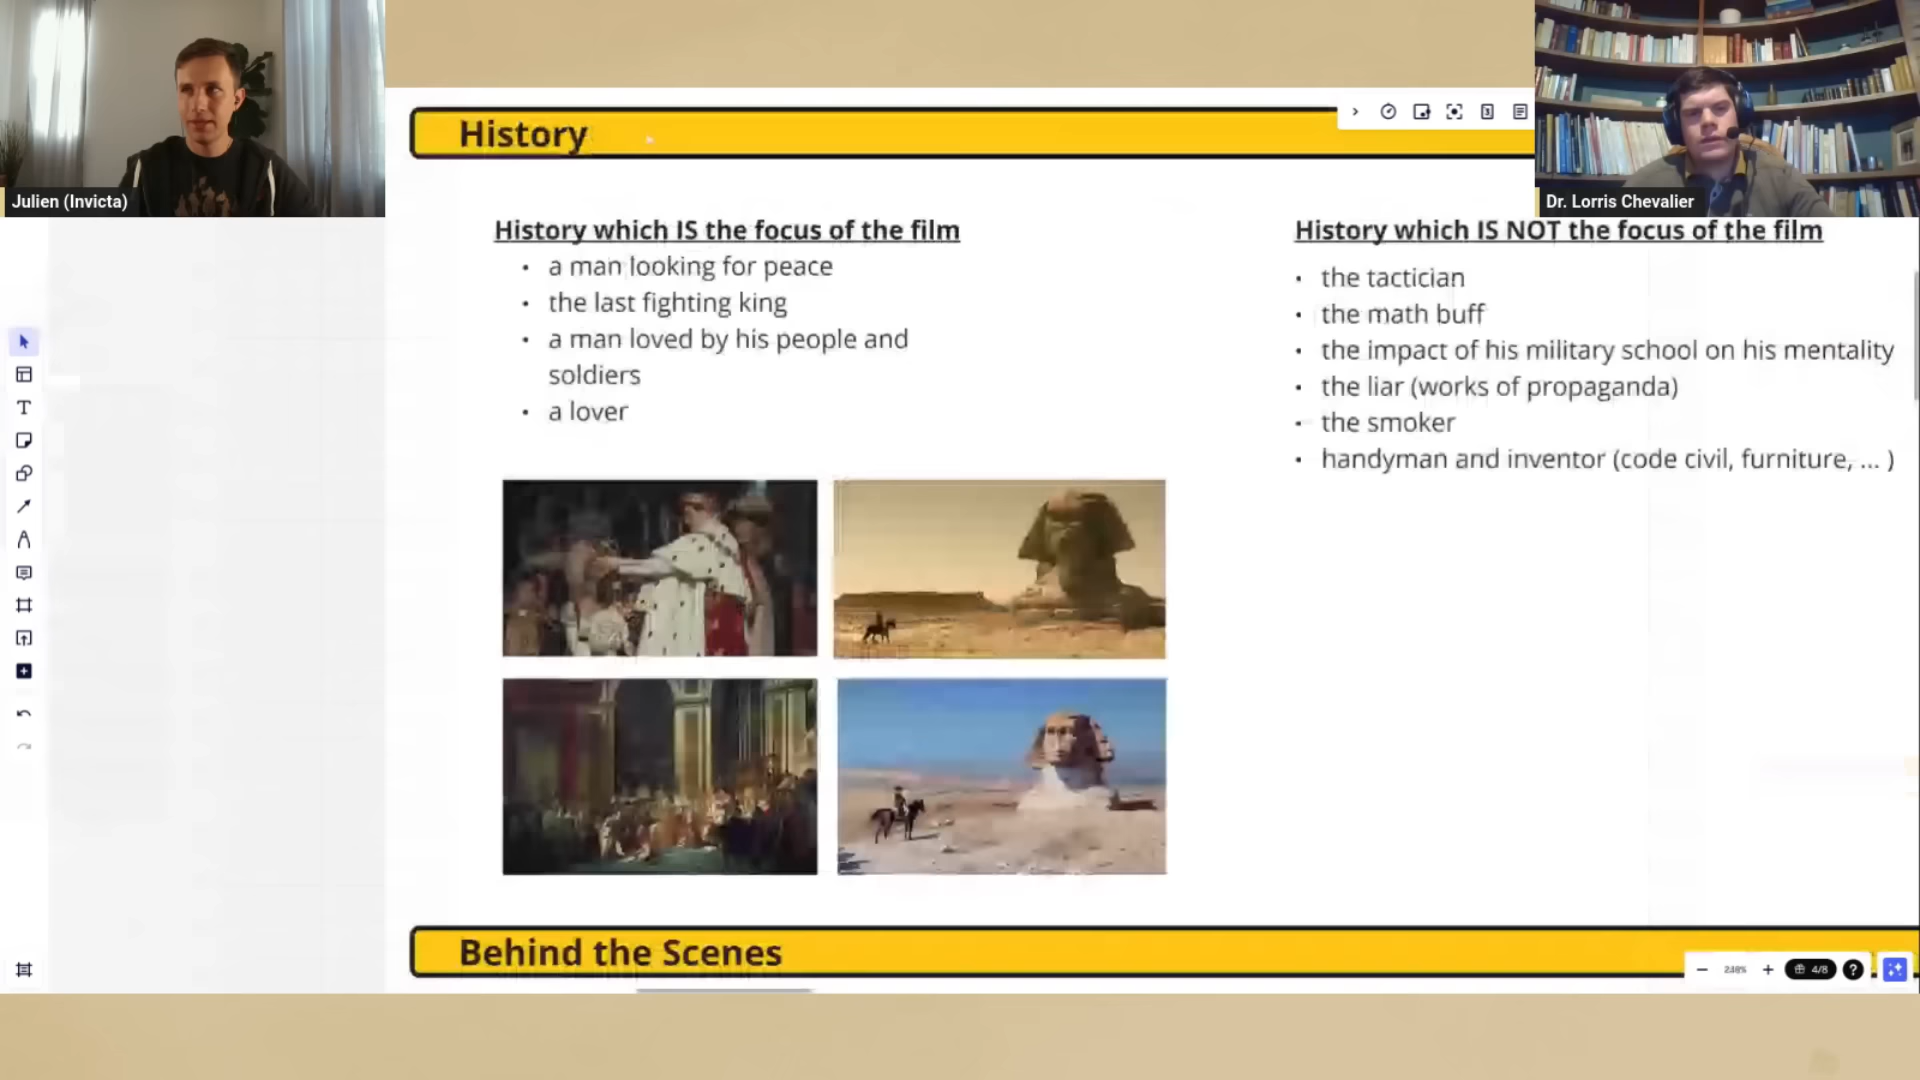 Julien (Invicta)
Dr. Lorris Chevalier
History
History which IS the focus of the film
• a man looking for peace
• the last fighting king
• a man loved by his people and
soldiers
• a lover
History which IS NOT the focus of the film
• the tactician
• the math buff
• the impact of his military school on his mentality
• the liar (works of propaganda)
• the smoker
• handyman and inventor (code civil, furniture, ... )
Behind the Scenes
248%
4/8
?